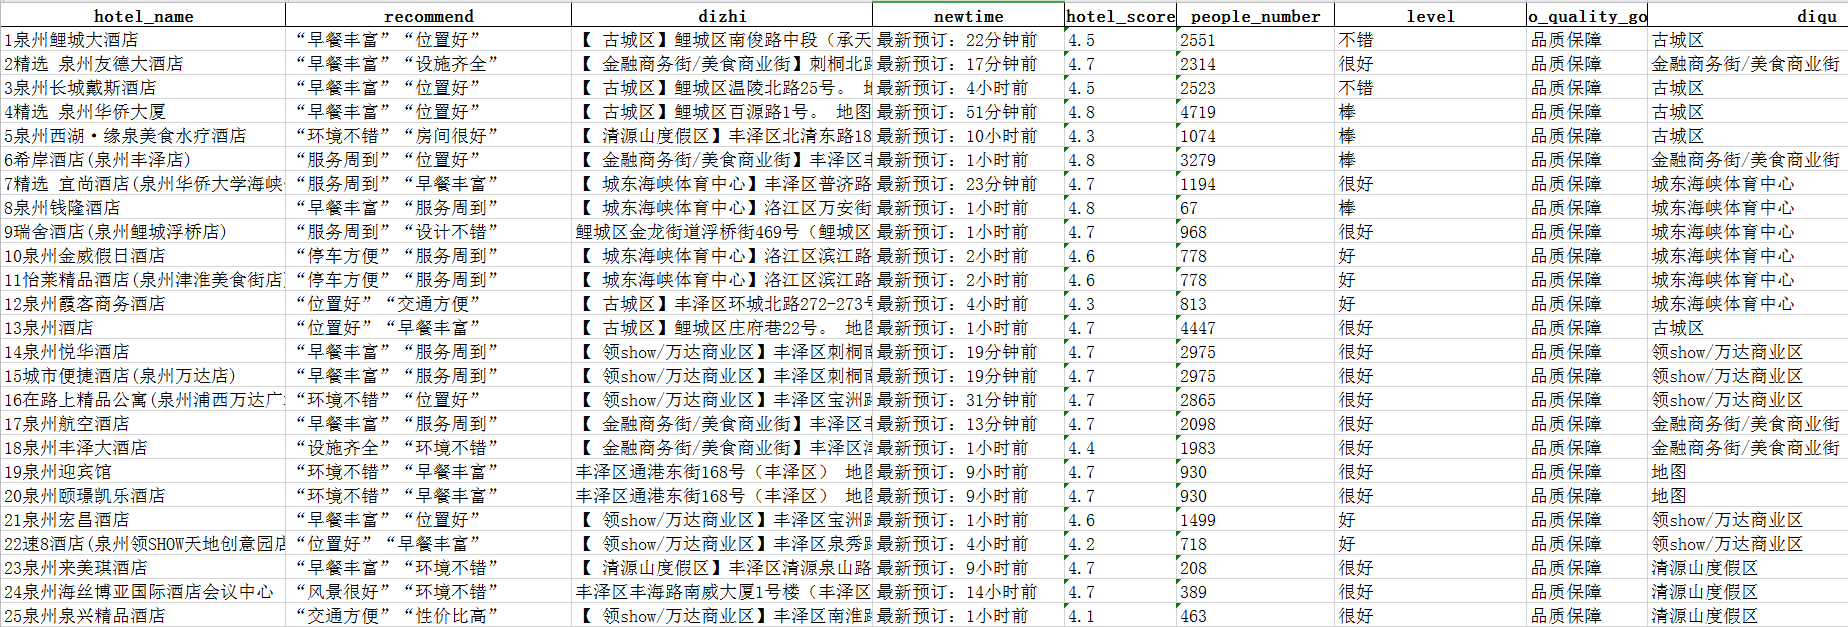 hotel_name recommend dizhi newtime hotel_score people_number level o_quality_go diqu
1泉州鲤城大酒店 “早餐丰富”“位置好” 【 古城区】鲤城区南俊路中段（承天 最新预订：22分钟前 4.5 2551 不错 品质保障 古城区
2精选 泉州友德大酒店 “早餐丰富”“设施齐全” 【 金融商务街/美食商业街】刺桐北路 最新预订：17分钟前 4.7 2314 很好 品质保障 金融商务街/美食商业街
3泉州长城戴斯酒店 “早餐丰富”“位置好” 【 古城区】鲤城区温陵北路25号。 地 最新预订：4小时前 4.5 2523 不错 品质保障 古城区
4精选 泉州华侨大厦 “早餐丰富”“位置好” 【 古城区】鲤城区百源路1号。 地图 最新预订：51分钟前 4.8 4719 棒 品质保障 古城区
5泉州西湖·缘泉美食水疗酒店 “环境不错”“房间很好” 【 清源山度假区】丰泽区北清东路18 最新预订：10小时前 4.3 1074 棒 品质保障 古城区
6希岸酒店(泉州丰泽店) “服务周到”“位置好” 【 金融商务街/美食商业街】丰泽区丰 最新预订：1小时前 4.8 3279 棒 品质保障 金融商务街/美食商业街
7精选 宜尚酒店(泉州华侨大学海峡 “服务周到”“早餐丰富” 【 城东海峡体育中心】丰泽区普济路 最新预订：23分钟前 4.7 1194 很好 品质保障 城东海峡体育中心
8泉州钱隆酒店 “早餐丰富”“服务周到” 【 城东海峡体育中心】洛江区万安街 最新预订：1小时前 4.8 67 棒 品质保障 城东海峡体育中心
9瑞舍酒店(泉州鲤城浮桥店) “服务周到”“设计不错” 鲤城区金龙街道浮桥街469号（鲤城区 最新预订：1小时前 4.7 968 很好 品质保障 城东海峡体育中心
10泉州金威假日酒店 “停车方便”“服务周到” 【 城东海峡体育中心】洛江区滨江路 最新预订：2小时前 4.6 778 好 品质保障 城东海峡体育中心
11怡莱精品酒店(泉州津淮美食街店) “停车方便”“服务周到” 【 城东海峡体育中心】洛江区滨江路 最新预订：2小时前 4.6 778 好 品质保障 城东海峡体育中心
12泉州霞客商务酒店 “位置好”“交通方便” 【 古城区】丰泽区环城北路272-273号 最新预订：4小时前 4.3 813 好 品质保障 城东海峡体育中心
13泉州酒店 “位置好”“早餐丰富” 【 古城区】鲤城区庄府巷22号。 地图 最新预订：1小时前 4.7 4447 很好 品质保障 古城区
14泉州悦华酒店 “早餐丰富”“服务周到” 【 领show/万达商业区】丰泽区刺桐南 最新预订：19分钟前 4.7 2975 很好 品质保障 领show/万达商业区
15城市便捷酒店(泉州万达店) “早餐丰富”“服务周到” 【 领show/万达商业区】丰泽区刺桐南 最新预订：19分钟前 4.7 2975 很好 品质保障 领show/万达商业区
16在路上精品公寓(泉州浦西万达广 “环境不错”“位置好” 【 领show/万达商业区】丰泽区宝洲路 最新预订：31分钟前 4.7 2865 很好 品质保障 领show/万达商业区
17泉州航空酒店 “早餐丰富”“服务周到” 【 金融商务街/美食商业街】丰泽区丰 最新预订：13分钟前 4.7 2098 很好 品质保障 金融商务街/美食商业街
18泉州丰泽大酒店 “设施齐全”“环境不错” 【 金融商务街/美食商业街】丰泽区 最新预订：1小时前 4.4 1983 很好 品质保障 金融商务街/美食商业街
19泉州迎宾馆 “环境不错”“早餐丰富” 丰泽区通港东街168号（丰泽区） 地图 最新预订：9小时前 4.7 930 很好 品质保障 地图
20泉州颐璟凯乐酒店 “环境不错”“早餐丰富” 丰泽区通港东街168号（丰泽区） 地图 最新预订：9小时前 4.7 930 很好 品质保障 地图
21泉州宏昌酒店 “早餐丰富”“位置好” 【 领show/万达商业区】丰泽区宝洲路 最新预订：1小时前 4.6 1499 好 品质保障 领show/万达商业区
22速8酒店(泉州领SHOW天地创意园店 “位置好”“早餐丰富” 【 领show/万达商业区】丰泽区泉秀路 最新预订：4小时前 4.2 718 好 品质保障 领show/万达商业区
23泉州来美琪酒店 “早餐丰富”“环境不错” 【 清源山度假区】丰泽区清源泉山路 最新预订：9小时前 4.7 208 很好 品质保障 清源山度假区
24泉州海丝博亚国际酒店会议中心 “风景很好”“环境不错” 丰泽区丰海路南威大厦1号楼（丰泽区 最新预订：14小时前 4.7 389 很好 品质保障 清源山度假区
25泉州泉兴精品酒店 “交通方便”“性价比高” 【 领show/万达商业区】丰泽区南淮路 最新预订：1小时前 4.1 463 很好 品质保障 清源山度假区